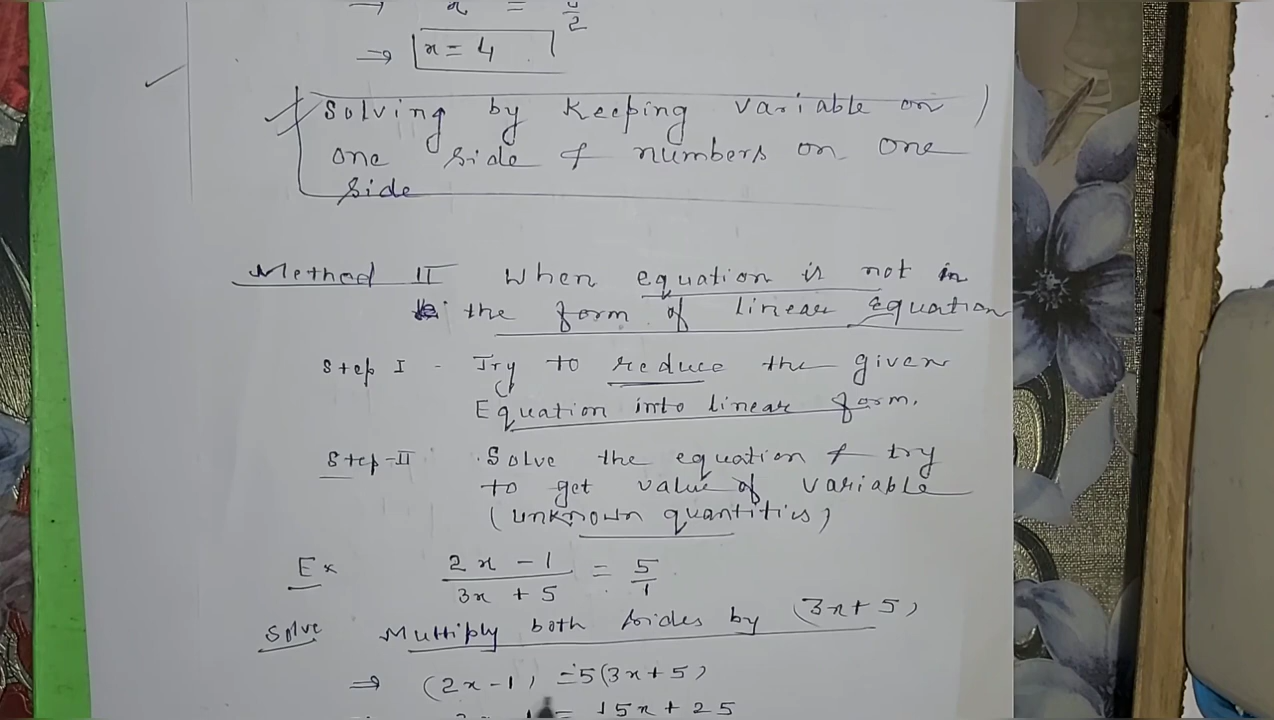 → x = 8/2
⇒ x = 4
Solving by Keeping variable on
one side & numbers on one
side
Method II When equation is not in
the form of linear Equation
Step I - Try to reduce the given
Equation into linear form.
Step-II Solve the equation & try
to get value of variable
(unknown quantities)
Ex (2x - 1)/(3x + 5) = 5/1
Solve Multiply both sides by (3x + 5)
⇒ (2x - 1) = 5(3x + 5)
= 15x + 25